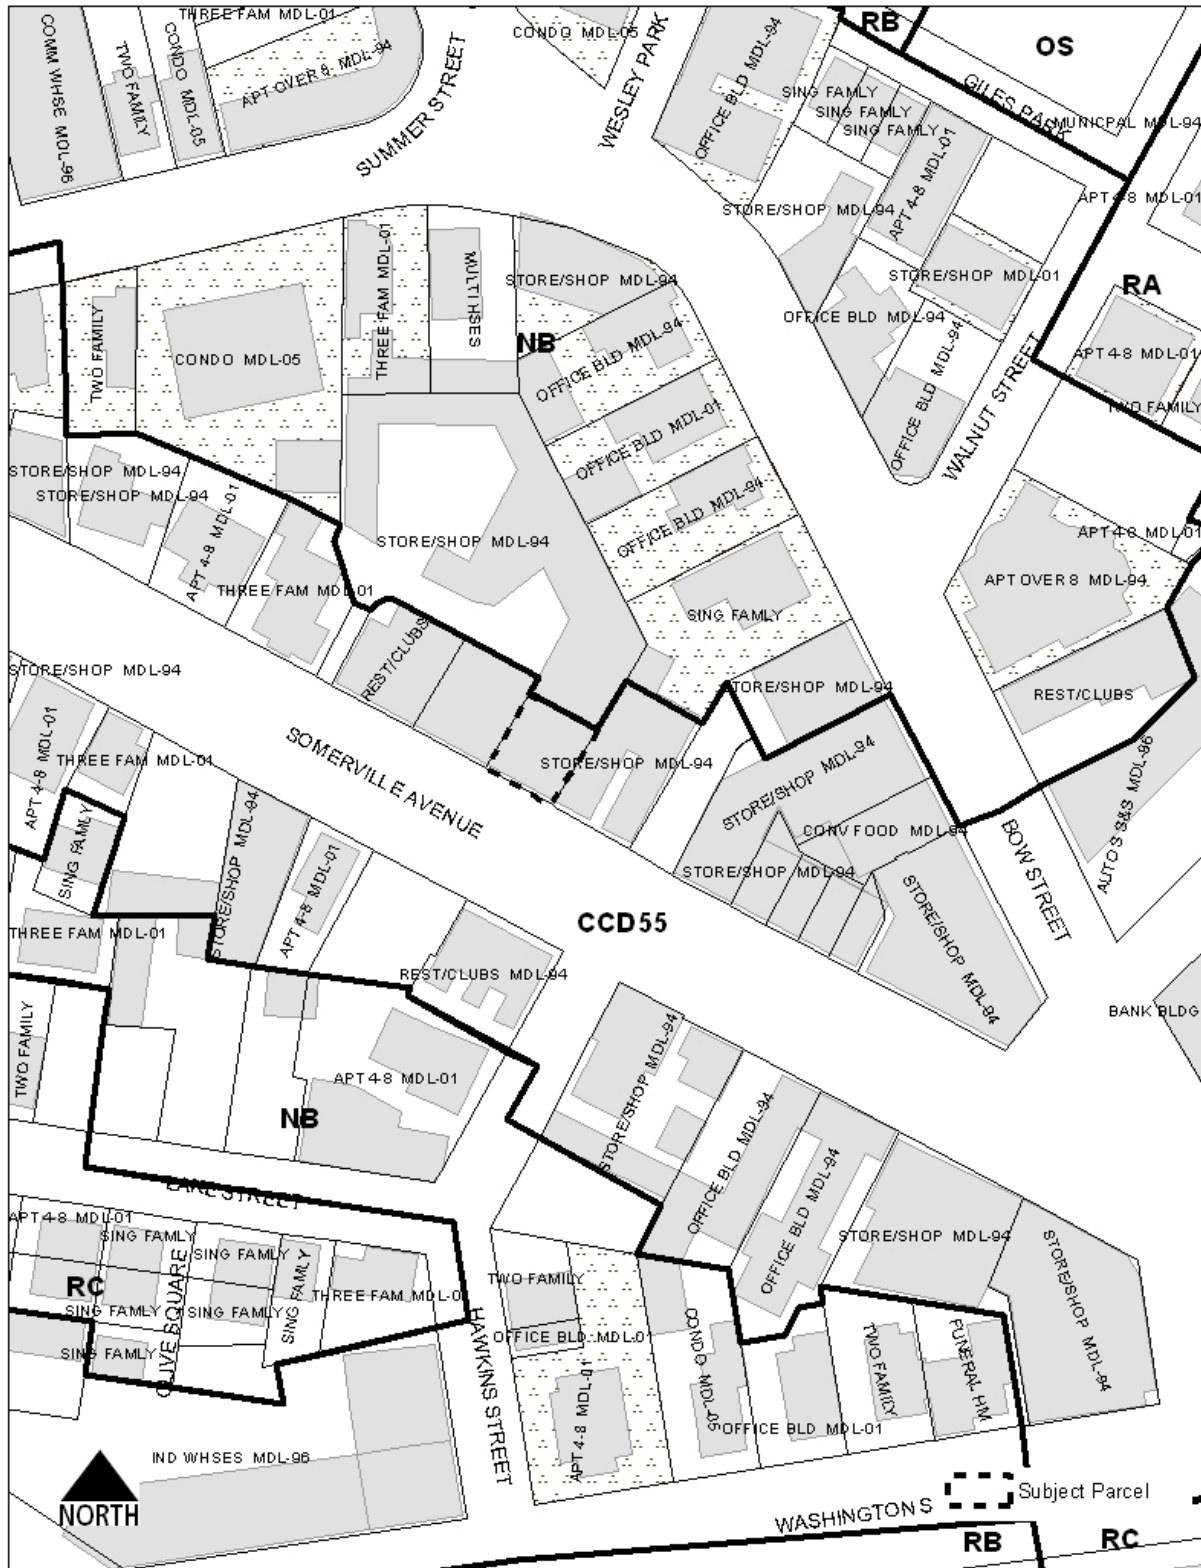 THREE FAM MDL-01
COMM WHSE MDL-96
TWO FAMILY
CONDO MDL-05
APT OVER 8 MDL-94
SUMMER STREET
CONDO MDL-05
WESLEY PARK
OFFICE BLD MDL-94
RB
OS
GILES PARK
MUNICPAL MDL-94
SING FAMLY
SING FAMLY
SING FAMLY
APT 4-8 MDL-01
APT 4-8 MDL-01
STORE/SHOP MDL-94
STORE/SHOP MDL-01
RA
OFFICE BLD MDL-94
OFFICE BLD MDL-94
WALNUT STREET
APT 4-8 MDL-01
TWO FAMILY
TWO FAMILY
CONDO MDL-05
THREE FAM MDL-01
MULTI HSES
STORE/SHOP MDL-94
NB
OFFICE BLD MDL-94
OFFICE BLD MDL-01
OFFICE BLD MDL-94
STORE/SHOP MDL-94
STORE/SHOP MDL-94
APT 4-8 MDL-01
THREE FAM MDL-01
STORE/SHOP MDL-94
SING FAMLY
APT 4-8 MDL-01
APT OVER 8 MDL-94
REST/CLUBS
REST/CLUBS
STORE/SHOP MDL-94
STORE/SHOP MDL-94
APT 4-8 MDL-01
THREE FAM MDL-01
SOMERVILLE AVENUE
STORE/SHOP MDL-94
STORE/SHOP MDL-94
CONV FOOD MDL-94
STORE/SHOP MDL-94
STORE/SHOP MDL-94
BOW STREET
AUTO S S&S MDL-96
SING FAMLY
STORE/SHOP MDL-94
APT 4-8 MDL-01
THREE FAM MDL-01
CCD55
REST/CLUBS MDL-94
BANK BLDG
TWO FAMILY
APT 4-8 MDL-01
NB
STORE/SHOP MDL-94
OFFICE BLD MDL-94
OFFICE BLD MDL-94
STORE/SHOP MDL-94
STORE/SHOP MDL-94
LAKE STREET
APT 4-8 MDL-01
SING FAMLY
SING FAMLY
RC
SING FAMLY
SING FAMLY
SING FAMLY
SING FAMLY
OLIVE SQUARE
THREE FAM MDL-01
TWO FAMILY
OFFICE BLD MDL-01
HAWKINS STREET
APT 4-8 MDL-01
CONDO MDL-05
OFFICE BLD MDL-01
TWO FAMILY
FUNERAL HM
IND WHSES MDL-96
NORTH
Subject Parcel
WASHINGTON S
RB
RC